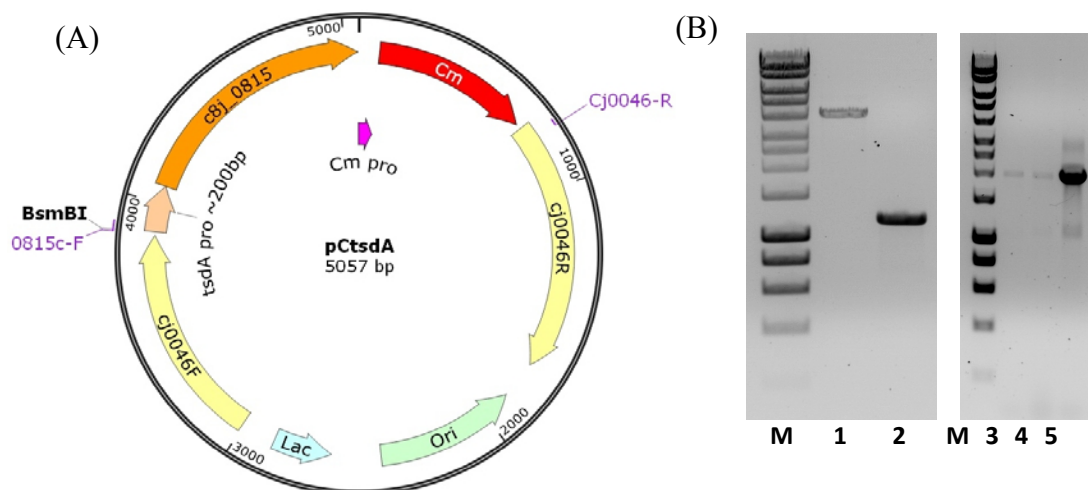 (A)
(B)
5000
c8j_0815
Cm
Cj0046-R
Cm pro
1000
4000
BsmBI
0815c-F
tsdA pro ~200bp
pCtsdA
5057 bp
cj0046R
cj0046F
3000
Lac
Ori
2000
M 1 2 M 3 4 5